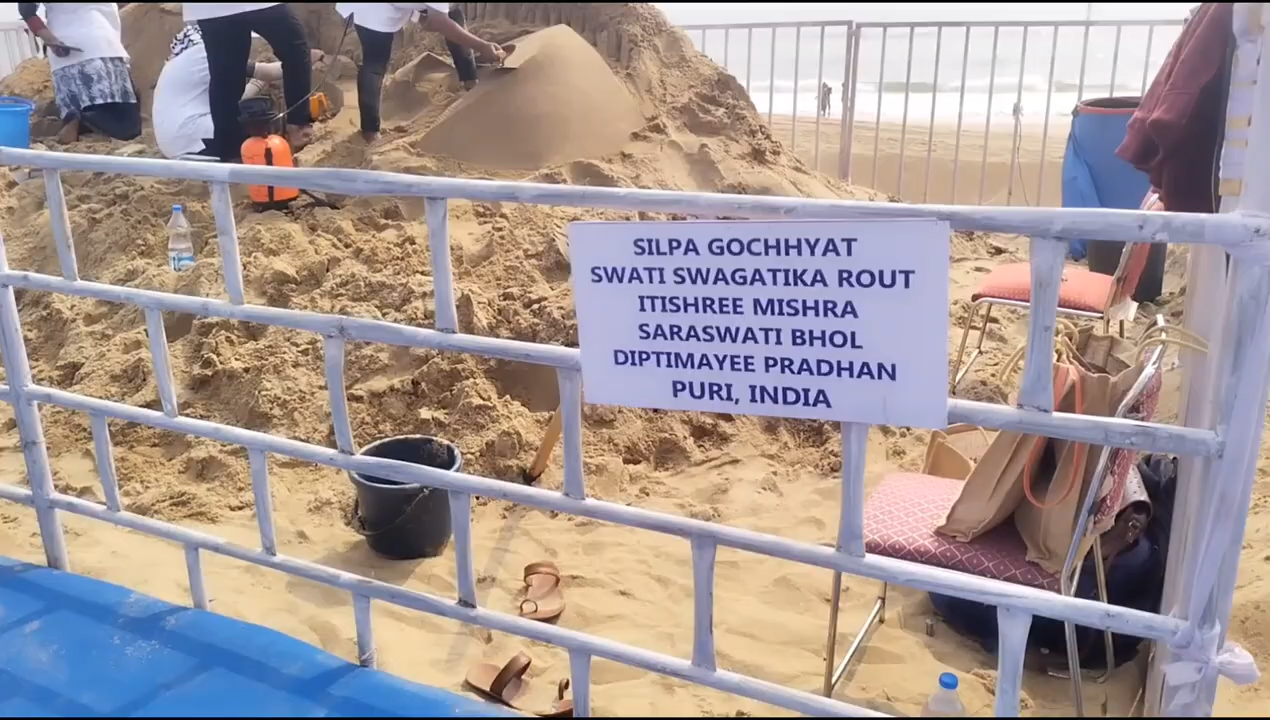 SILPA GOCHHYAT
SWATI SWAGATIKA ROUT
ITISHREE MISHRA
SARASWATI BHOL
DIPTIMAYEE PRADHAN
PURI, INDIA